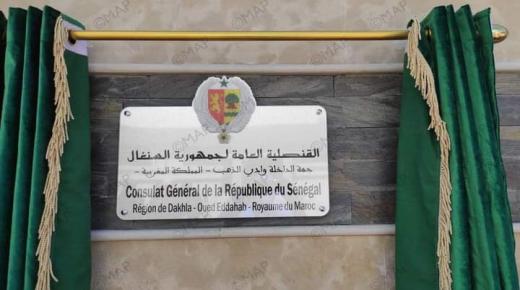 القنصلية العامة لجمهورية السنغال
جهة الداخلة وادي الذهب - المملكة المغربية -
Consulat Général de la République du Sénégal
Région de Dakhla - Oued Eddahab - Royaume du Maroc
©MAP